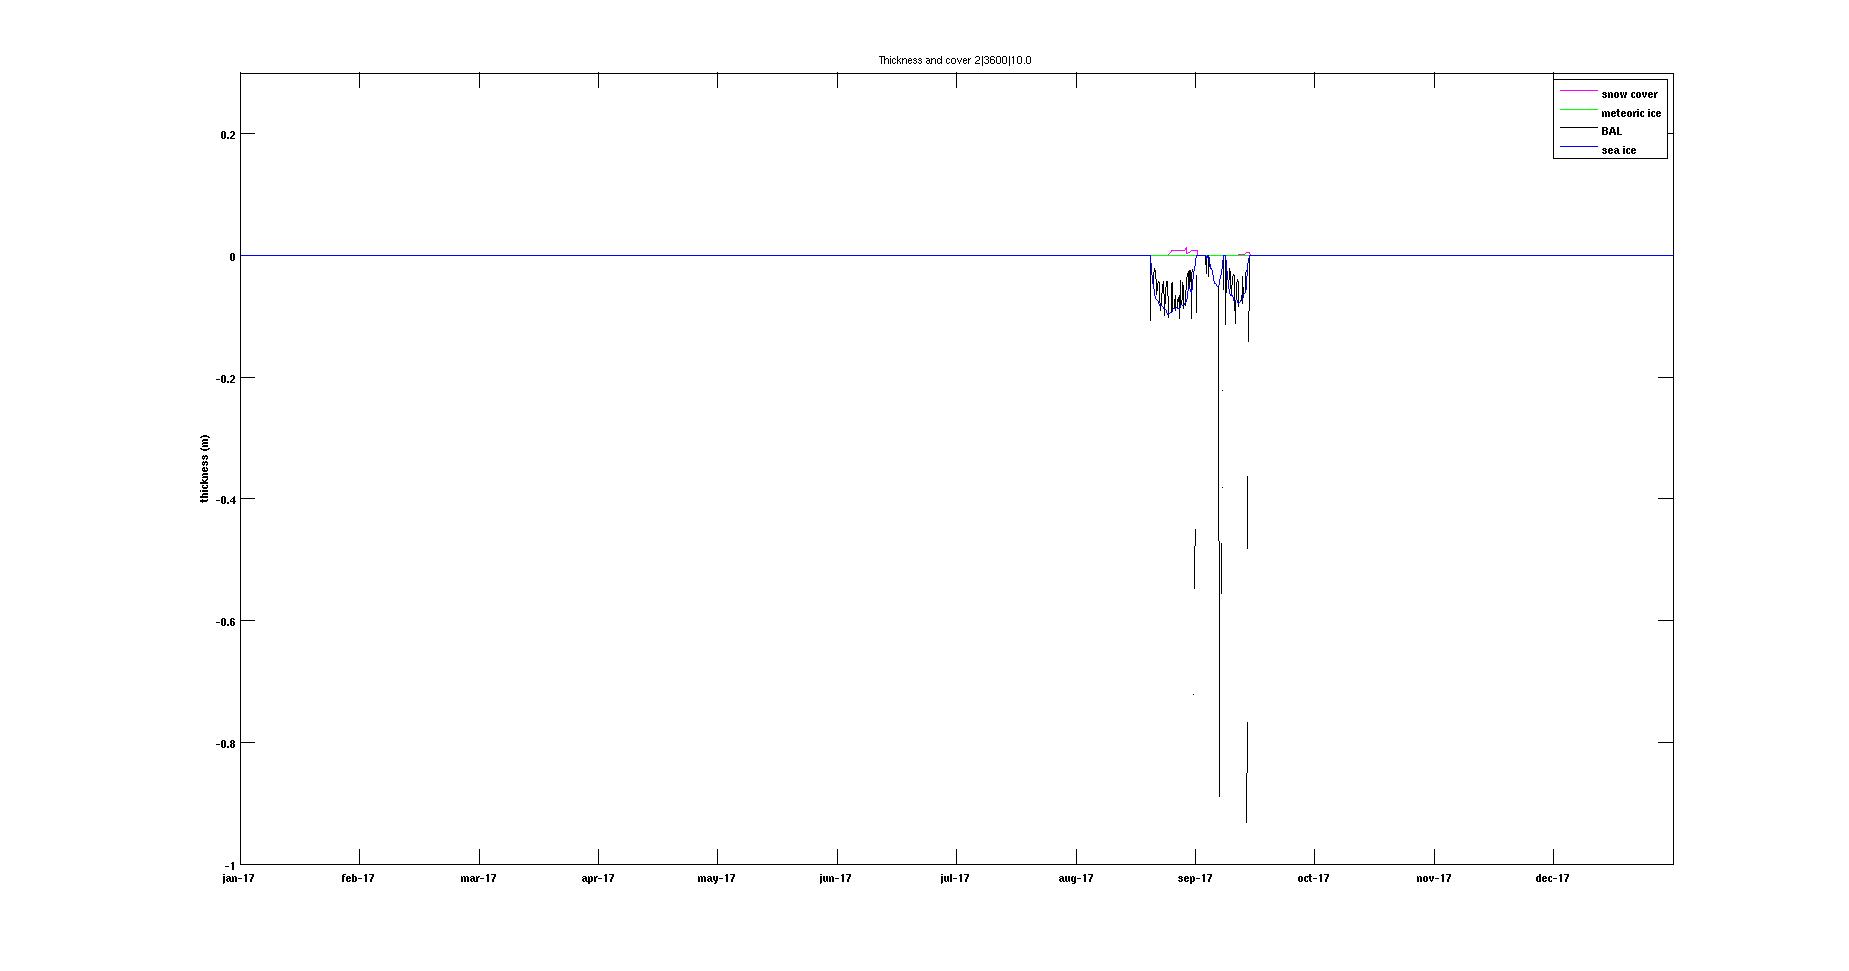 Thickness and cover 2|3600|10.0
snow cover
meteoric ice
BAL
sea ice
0.2
0
-0.2
-0.4
-0.6
-0.8
-1
thickness (m)
jan-17 feb-17 mar-17 apr-17 may-17 jun-17 jul-17 aug-17 sep-17 oct-17 nov-17 dec-17